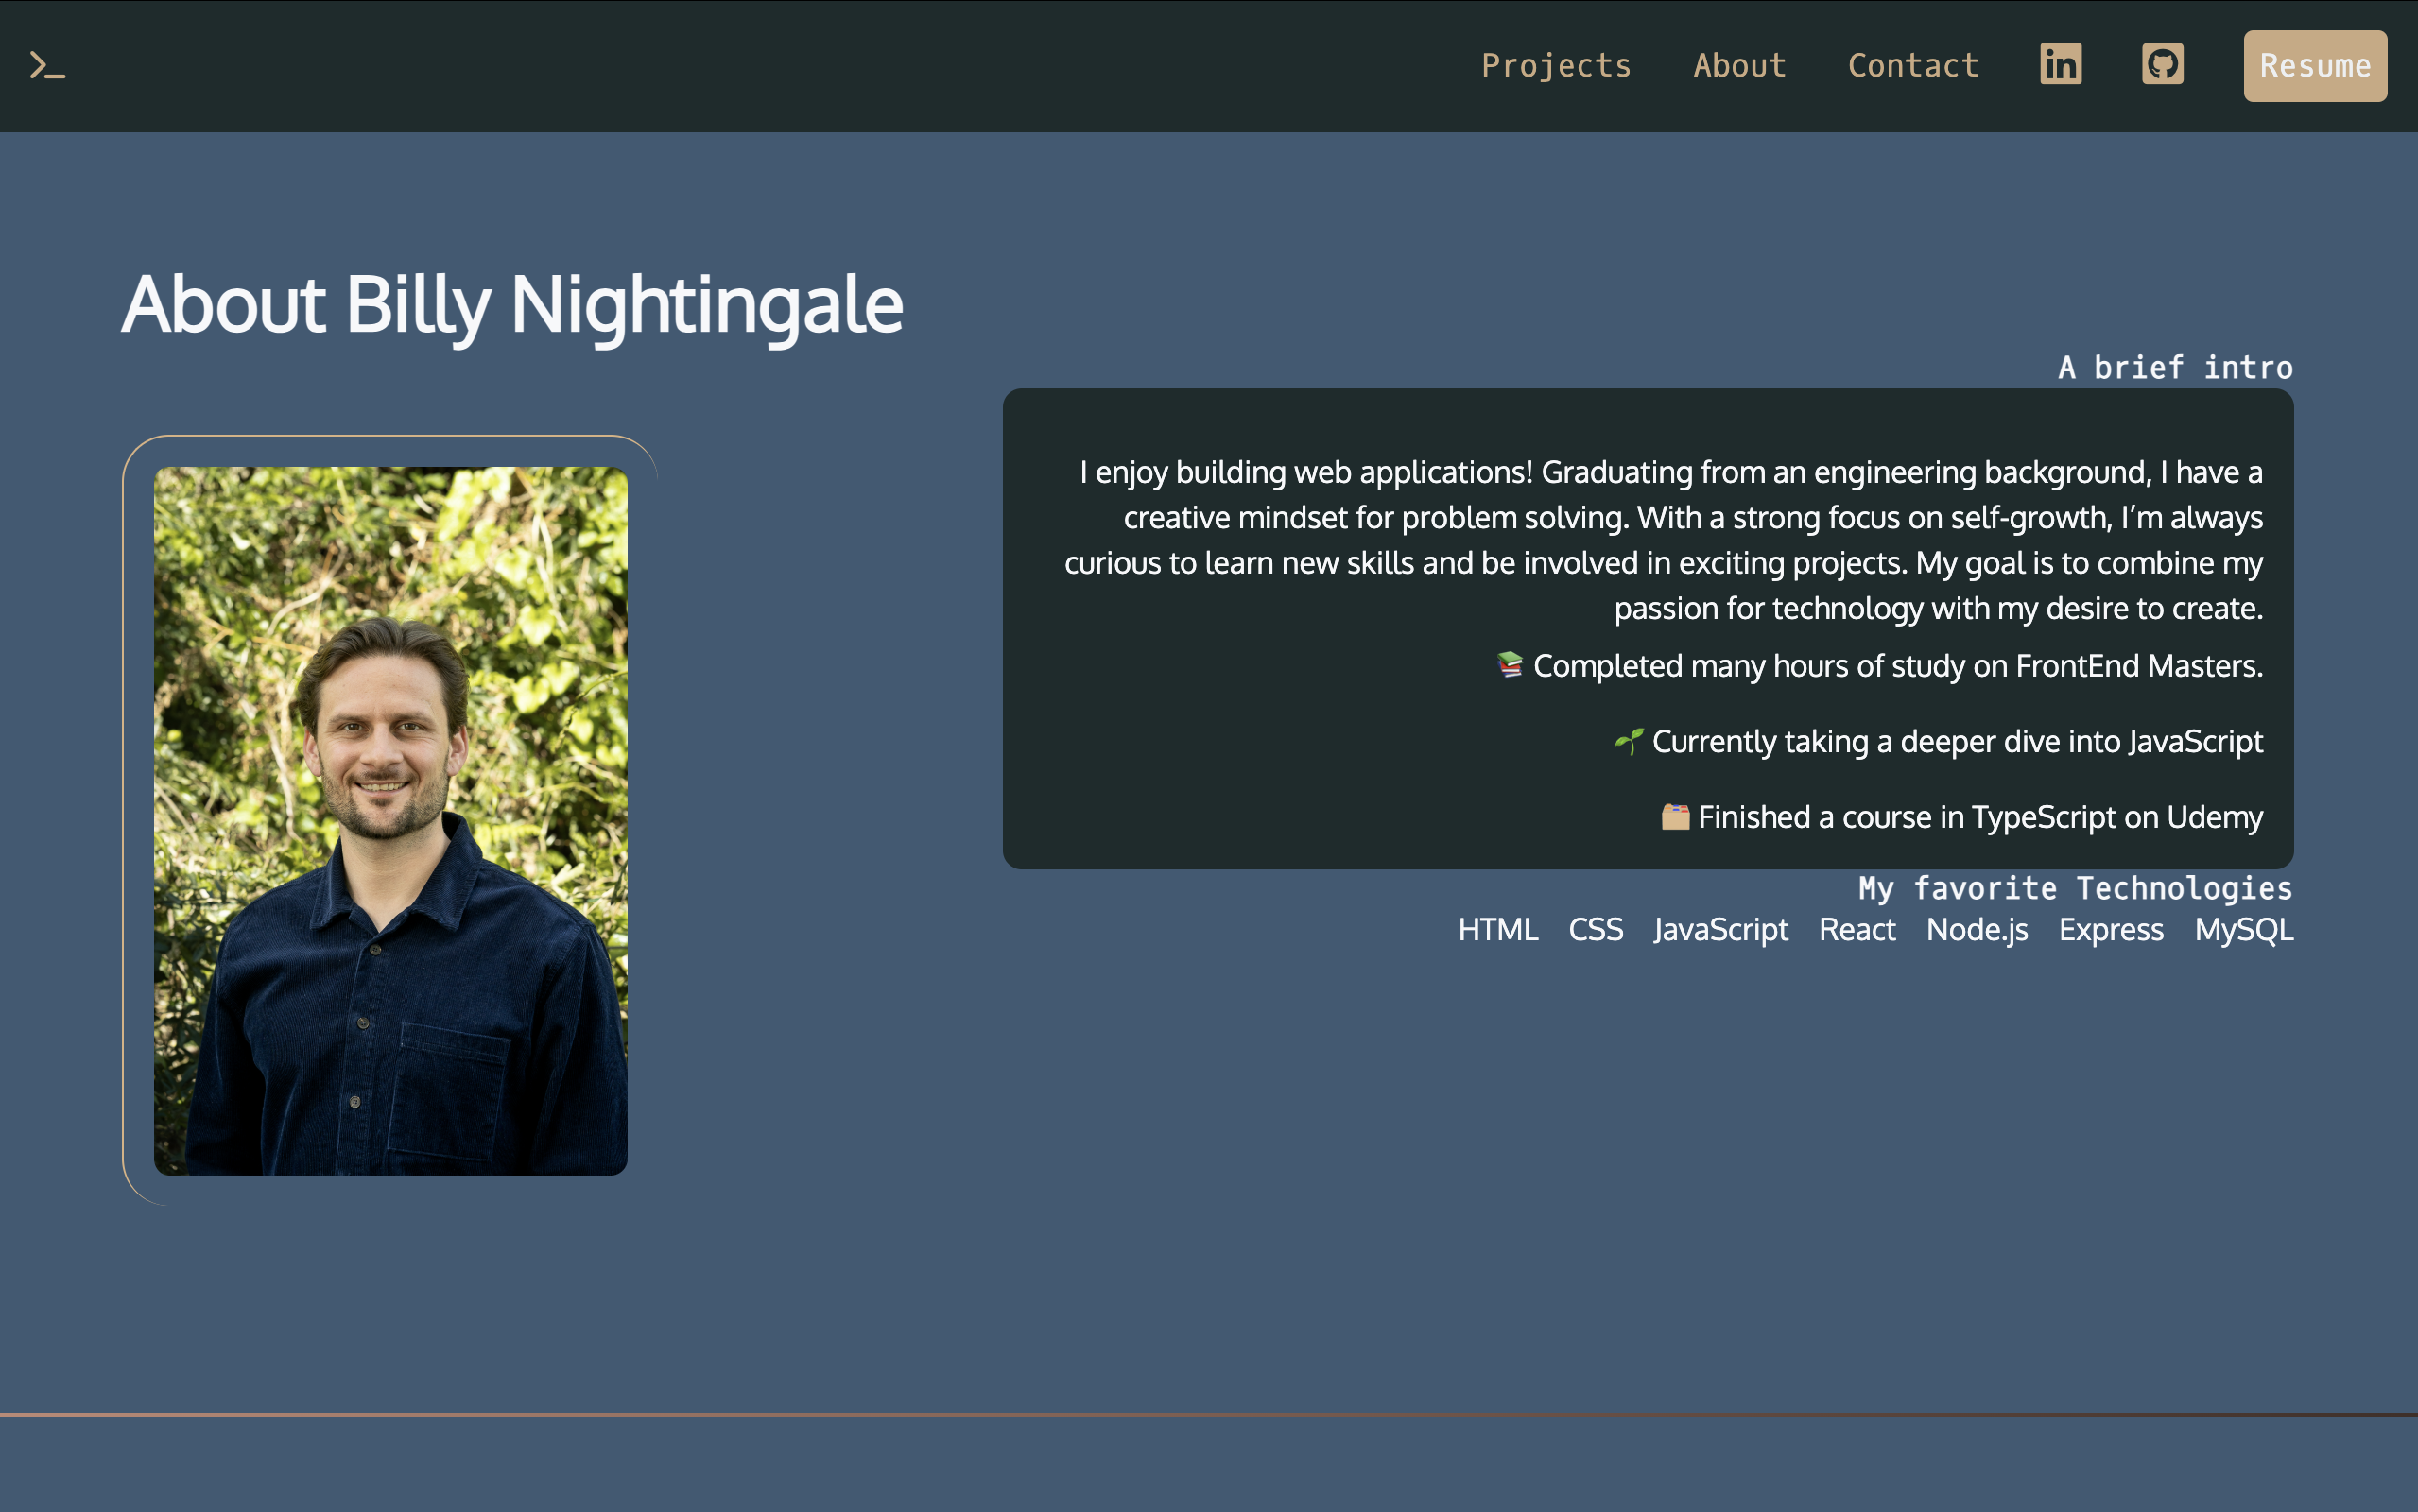 >_
Projects About Contact in Resume
About Billy Nightingale
A brief intro
I enjoy building web applications! Graduating from an engineering background, I have a
creative mindset for problem solving. With a strong focus on self-growth, I’m always
curious to learn new skills and be involved in exciting projects. My goal is to combine my
passion for technology with my desire to create.
📚 Completed many hours of study on FrontEnd Masters.
🌱 Currently taking a deeper dive into JavaScript
🗂️ Finished a course in TypeScript on Udemy
My favorite Technologies
HTML CSS JavaScript React Node.js Express MySQL